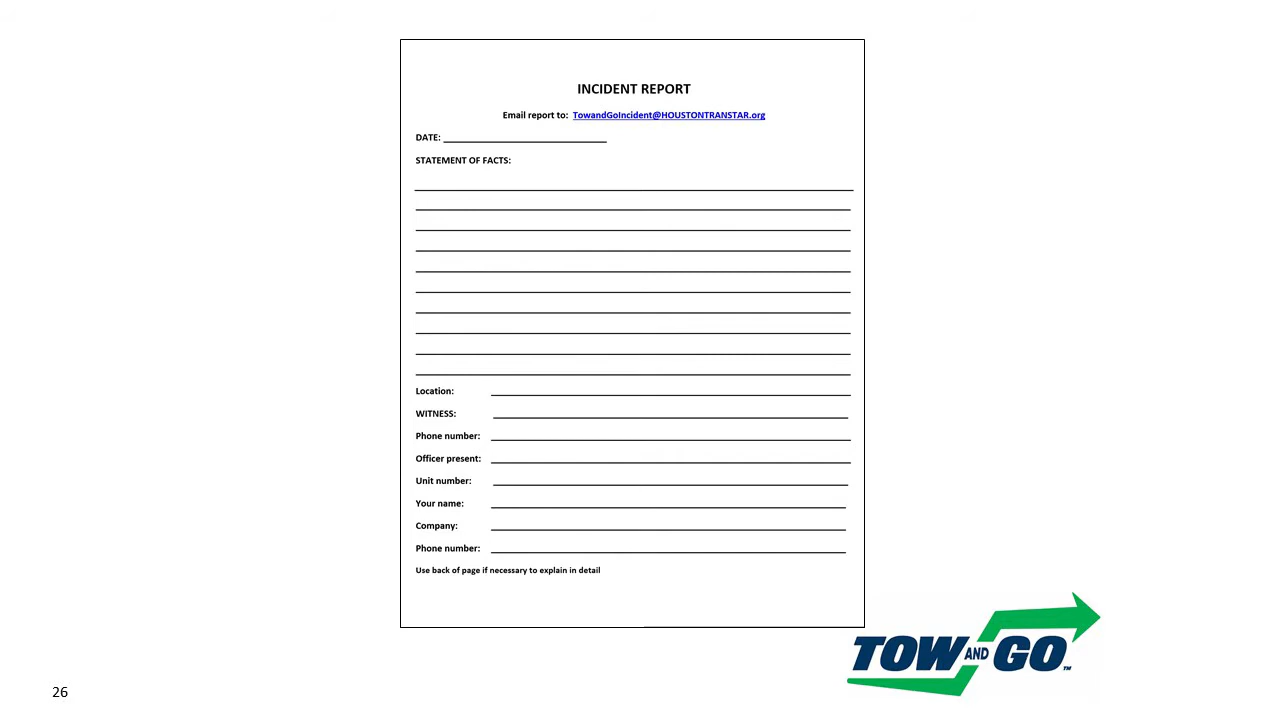 INCIDENT REPORT
Email report to: TowandGoIncident@HOUSTONTRANSTAR.org
DATE:
STATEMENT OF FACTS:
Location:
WITNESS:
Phone number:
Officer present:
Unit number:
Your name:
Company:
Phone number:
Use back of page if necessary to explain in detail
TOW AND GO™
26